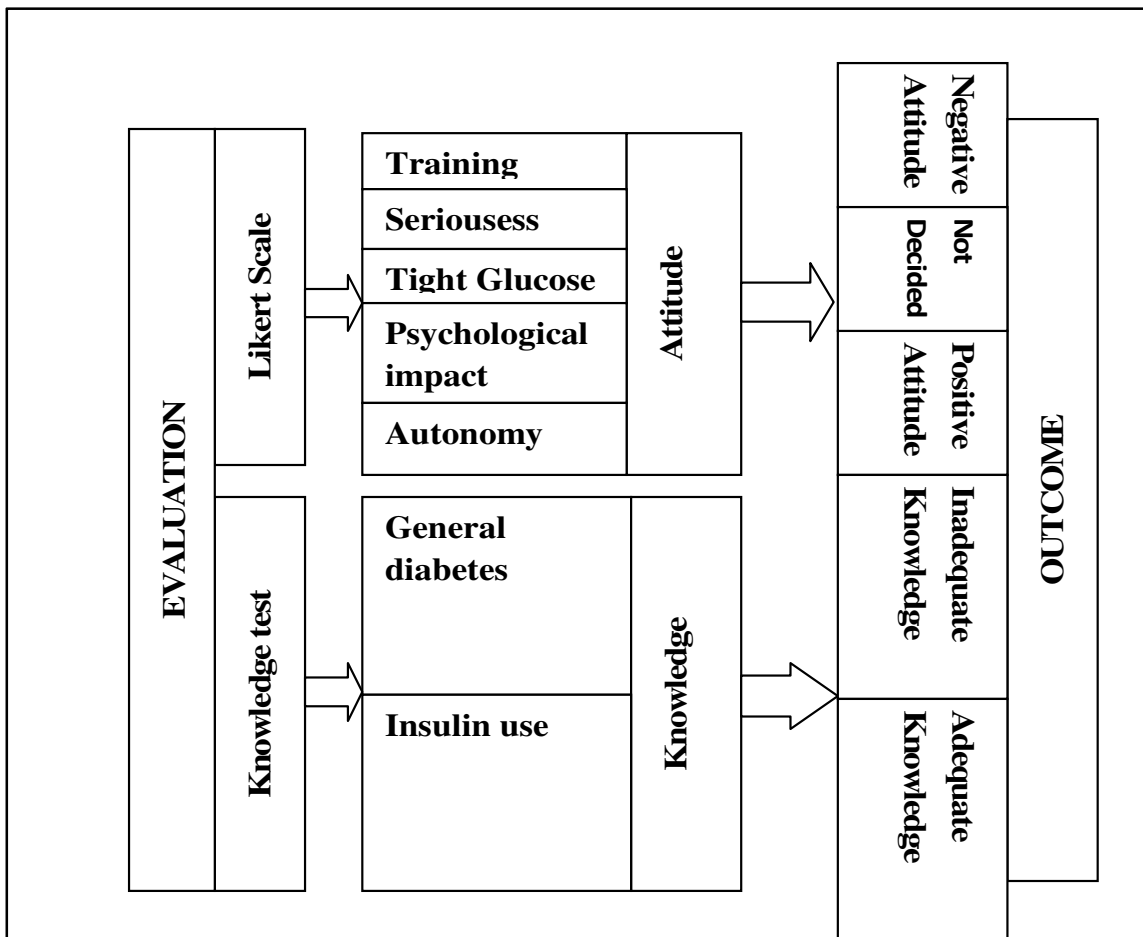 EVALUATION
Likert Scale
Knowledge test
Training
Seriousess
Tight Glucose
Psychological
impact
Autonomy
Attitude
General
diabetes
Insulin use
Knowledge
Negative
Attitude
Not
Decided
Positive
Attitude
Inadequate
Knowledge
Adequate
Knowledge
OUTCOME